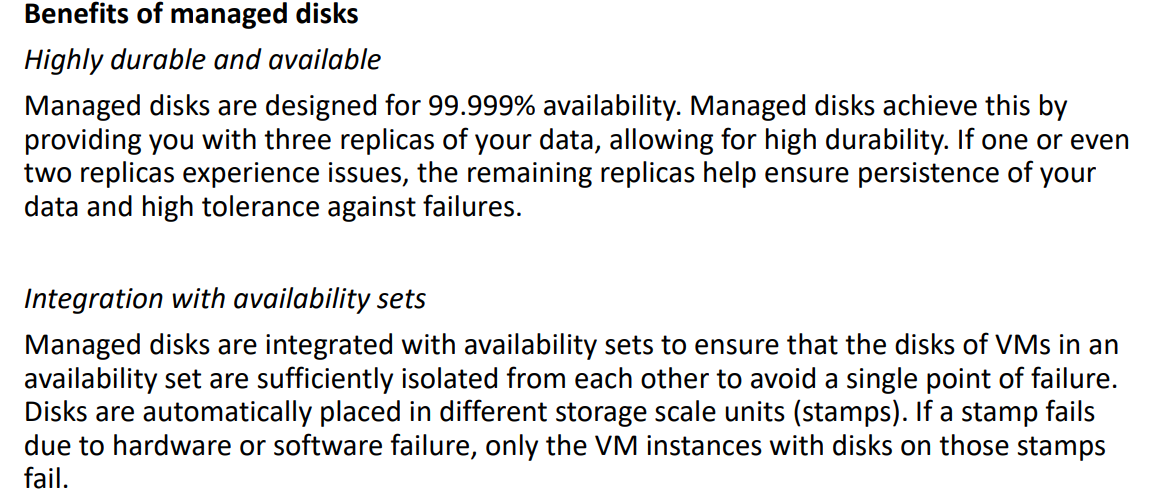 Benefits of managed disks
Highly durable and available
Managed disks are designed for 99.999% availability. Managed disks achieve this by
providing you with three replicas of your data, allowing for high durability. If one or even
two replicas experience issues, the remaining replicas help ensure persistence of your
data and high tolerance against failures.
Integration with availability sets
Managed disks are integrated with availability sets to ensure that the disks of VMs in an
availability set are sufficiently isolated from each other to avoid a single point of failure.
Disks are automatically placed in different storage scale units (stamps). If a stamp fails
due to hardware or software failure, only the VM instances with disks on those stamps
fail.